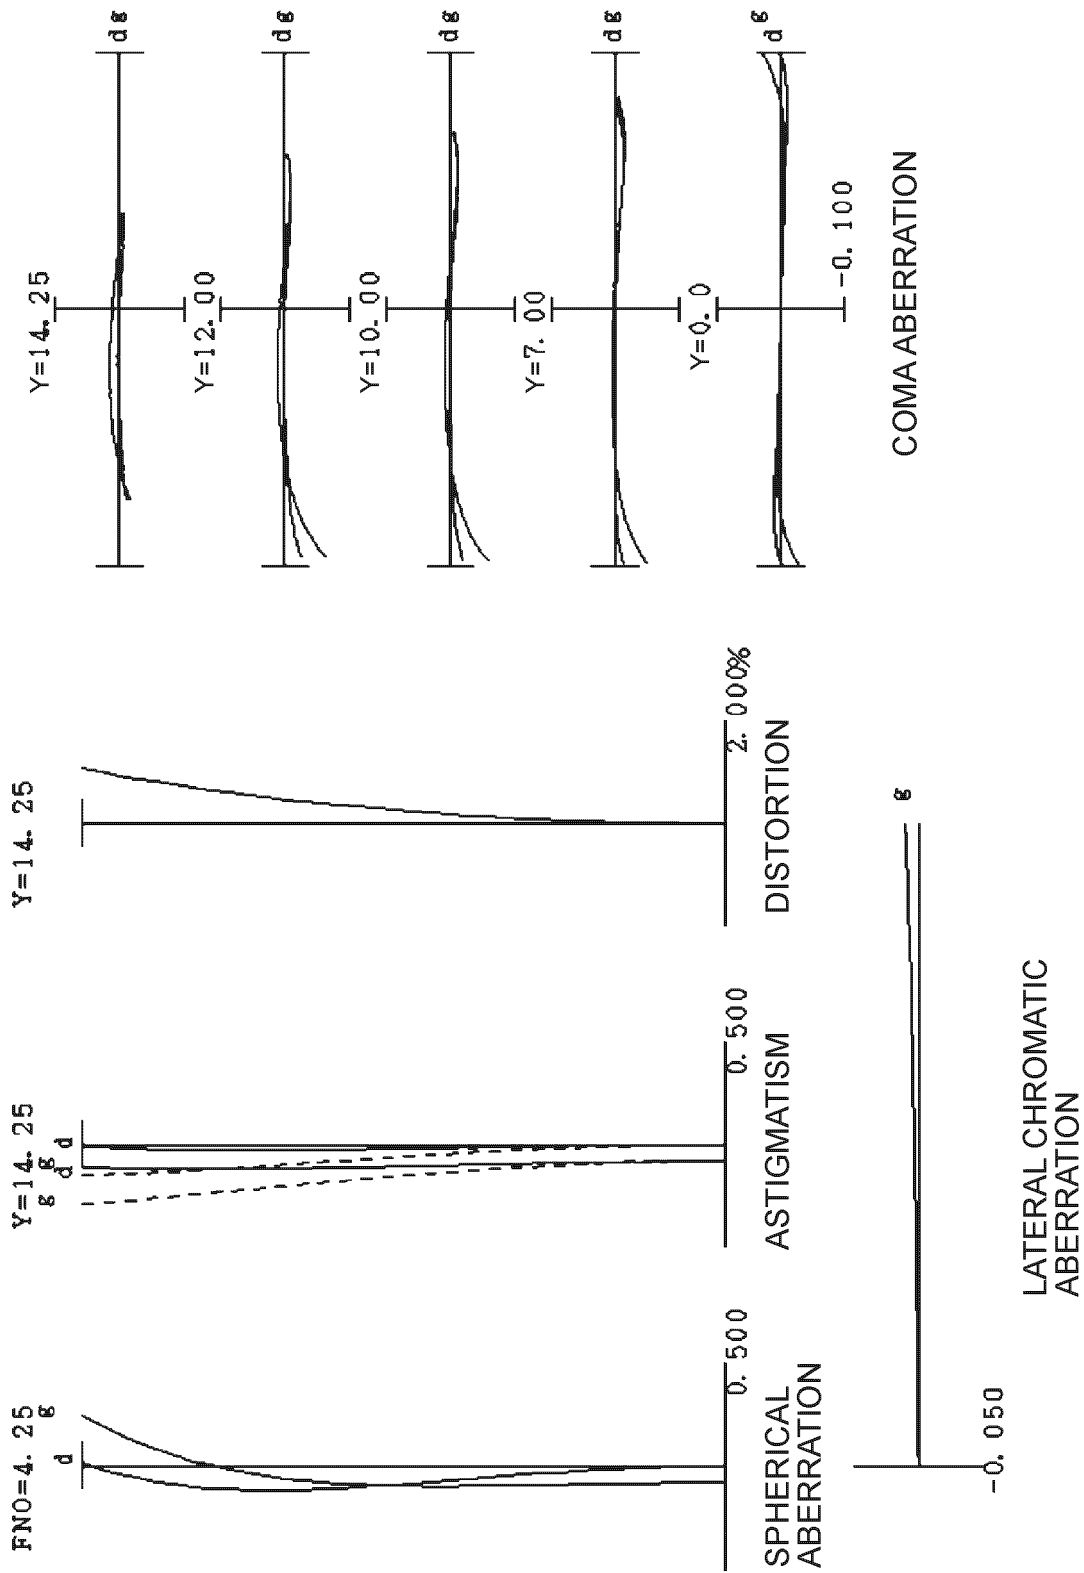 FNO=4. 25
d
g
0. 500
SPHERICAL
ABERRATION
Y=14. 25
g
d
g
d
0. 500
ASTIGMATISM
Y=14. 25
2. 000%
DISTORTION
Y=14. 25
d g
Y=12. 00
d g
Y=10. 00
d g
Y=7. 00
d g
Y=0. 0
d g
-0. 100
COMA ABERRATION
g
-0. 050
LATERAL CHROMATIC
ABERRATION